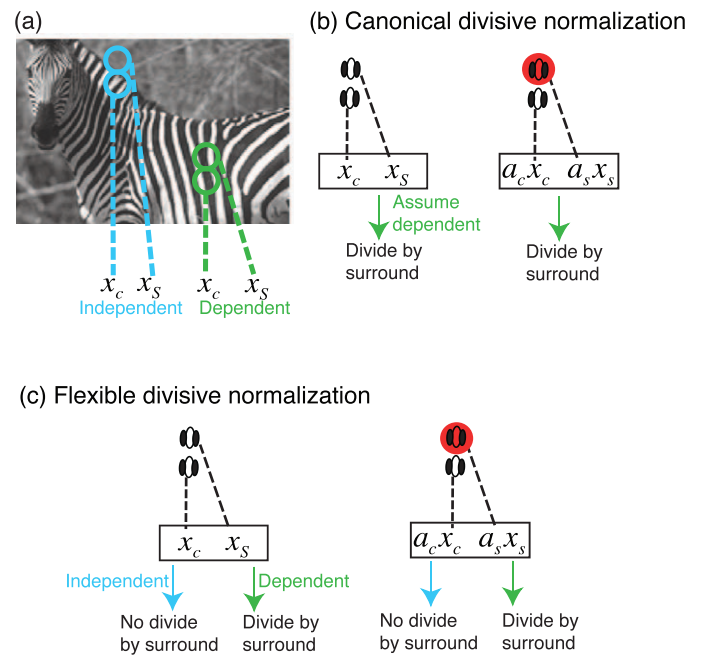 (a)
(b) Canonical divisive normalization
x_c x_S x_c x_S
Independent Dependent
x_c x_S
a_c x_c a_s x_s
Assume
dependent
Divide by
surround
Divide by
surround
(c) Flexible divisive normalization
x_c x_S
a_c x_c a_s x_s
Independent
Dependent
No divide
by surround
Divide by
surround
No divide
by surround
Divide by
surround